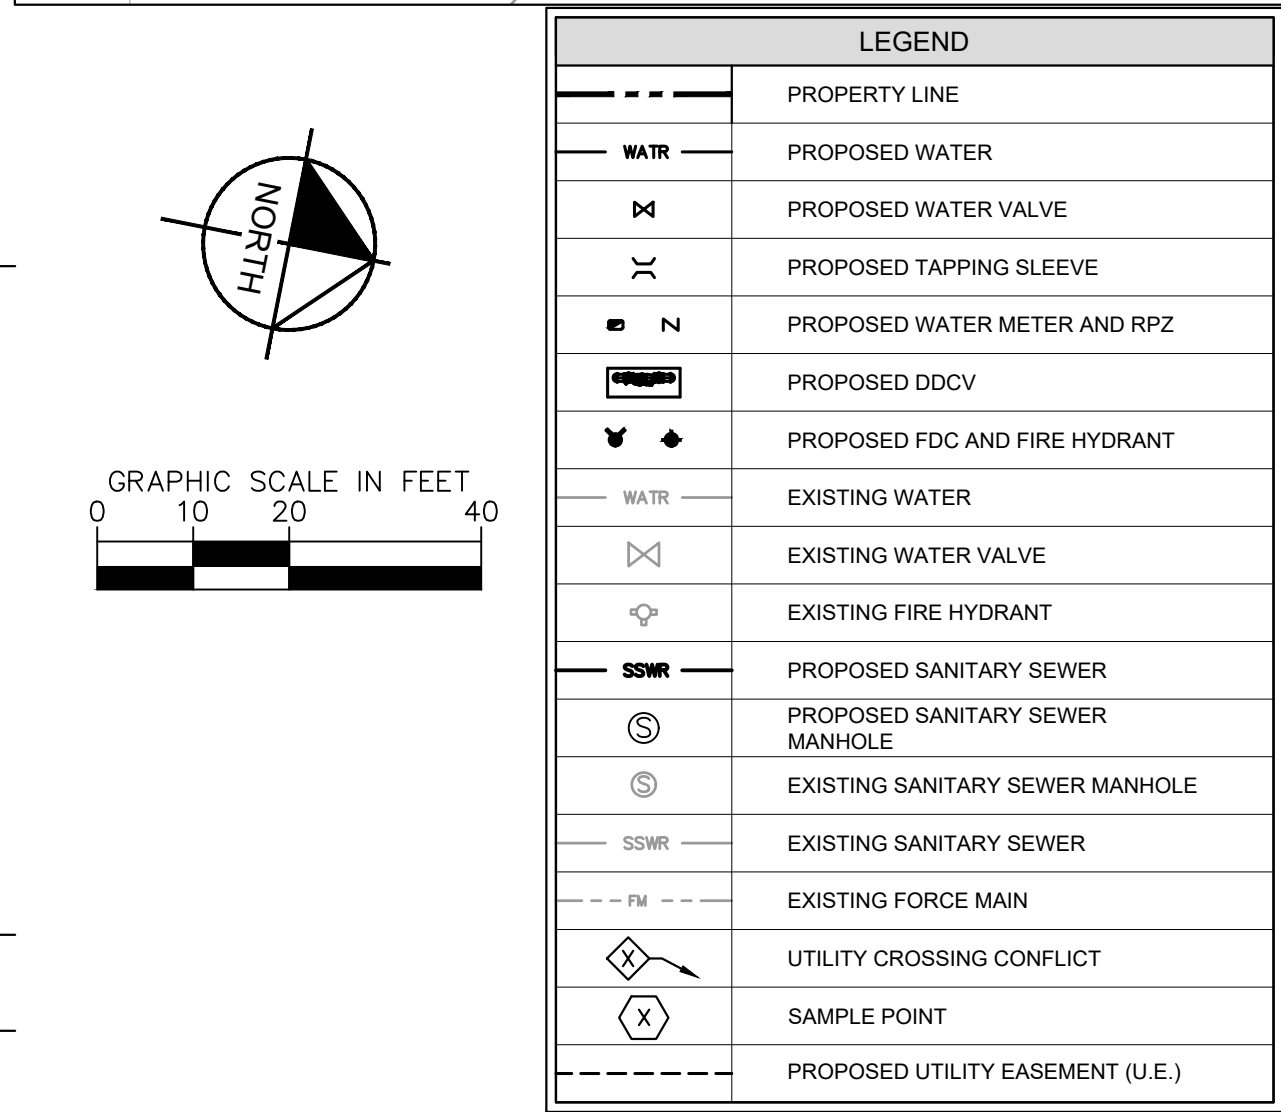 NORTH
GRAPHIC SCALE IN FEET
0 10 20 40
LEGEND
PROPERTY LINE
WATR PROPOSED WATER
PROPOSED WATER VALVE
PROPOSED TAPPING SLEEVE
PROPOSED WATER METER AND RPZ
PROPOSED DDCV
PROPOSED FDC AND FIRE HYDRANT
WATR EXISTING WATER
EXISTING WATER VALVE
EXISTING FIRE HYDRANT
SSWR PROPOSED SANITARY SEWER
S PROPOSED SANITARY SEWER
MANHOLE
S EXISTING SANITARY SEWER MANHOLE
SSWR EXISTING SANITARY SEWER
FM EXISTING FORCE MAIN
X UTILITY CROSSING CONFLICT
X SAMPLE POINT
PROPOSED UTILITY EASEMENT (U.E.)